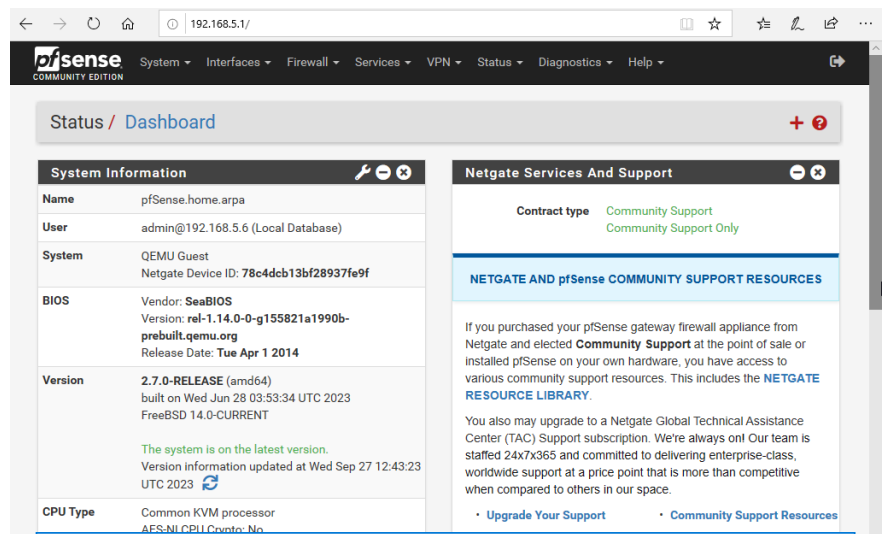 192.168.5.1/
pfsense
COMMUNITY EDITION
System Interfaces Firewall Services VPN Status Diagnostics Help
Status / Dashboard
System Information
Name pfSense.home.arpa
User admin@192.168.5.6 (Local Database)
System QEMU Guest
Netgate Device ID: 78c4dcb13bf28937fe9f
BIOS Vendor: SeaBIOS
Version: rel-1.14.0-0-g155821a1990b-
prebuilt.qemu.org
Release Date: Tue Apr 1 2014
Version 2.7.0-RELEASE (amd64)
built on Wed Jun 28 03:53:34 UTC 2023
FreeBSD 14.0-CURRENT
The system is on the latest version.
Version information updated at Wed Sep 27 12:43:23
UTC 2023
CPU Type Common KVM processor
AES-NI CPU Crypto: No
Netgate Services And Support
Contract type Community Support
Community Support Only
NETGATE AND pfSense COMMUNITY SUPPORT RESOURCES
If you purchased your pfSense gateway firewall appliance from
Netgate and elected Community Support at the point of sale or
installed pfSense on your own hardware, you have access to
various community support resources. This includes the NETGATE
RESOURCE LIBRARY.
You also may upgrade to a Netgate Global Technical Assistance
Center (TAC) Support subscription. We're always on! Our team is
staffed 24x7x365 and committed to delivering enterprise-class,
worldwide support at a price point that is more than competitive
when compared to others in our space.
• Upgrade Your Support • Community Support Resources